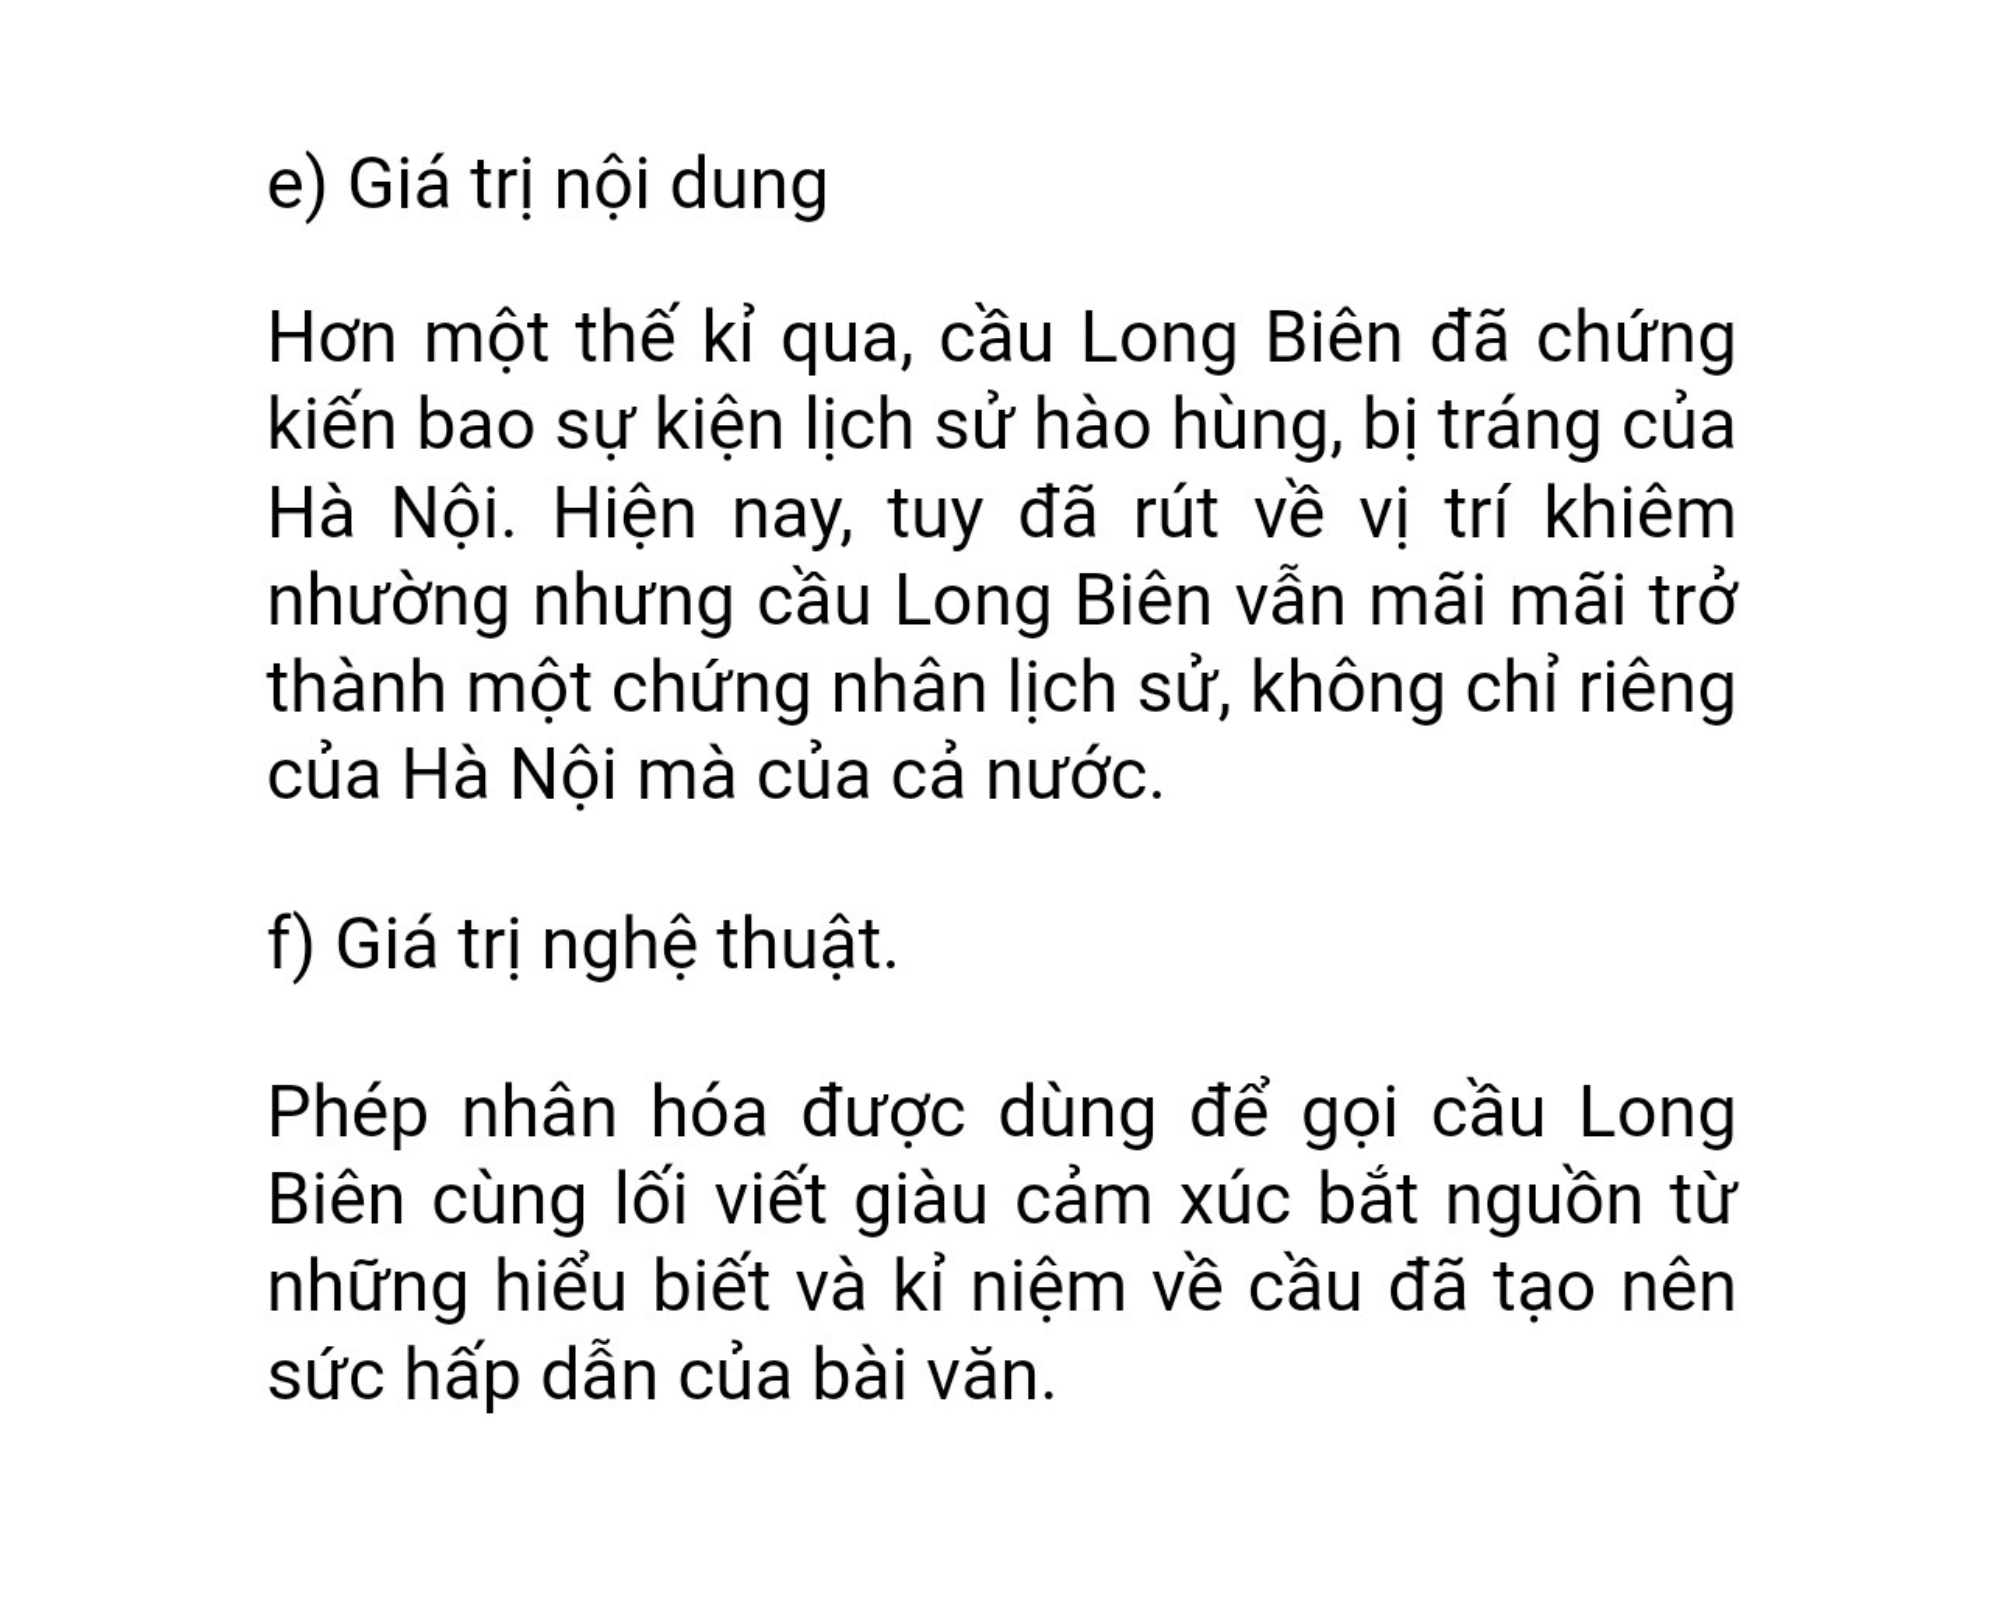 e) Giá trị nội dung
Hơn một thế kỉ qua, cầu Long Biên đã chứng
kiến bao sự kiện lịch sử hào hùng, bị tráng của
Hà Nội. Hiện nay, tuy đã rút về vị trí khiêm
nhường nhưng cầu Long Biên vẫn mãi mãi trở
thành một chứng nhân lịch sử, không chỉ riêng
của Hà Nội mà của cả nước.
f) Giá trị nghệ thuật.
Phép nhân hóa được dùng để gọi cầu Long
Biên cùng lối viết giàu cảm xúc bắt nguồn từ
những hiểu biết và kỉ niệm về cầu đã tạo nên
sức hấp dẫn của bài văn.